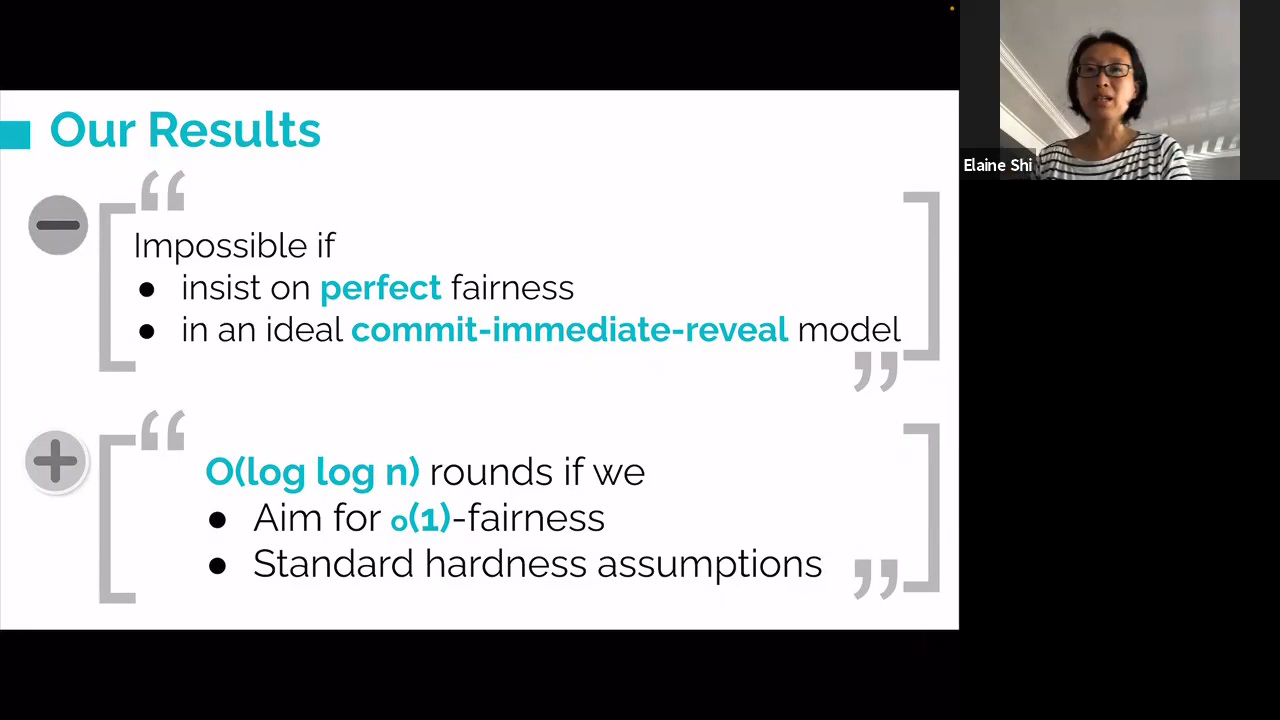 Our Results
“
Impossible if
● insist on perfect fairness
● in an ideal commit-immediate-reveal model
”
“
O(log log n) rounds if we
● Aim for o(1)-fairness
● Standard hardness assumptions
”
Elaine Shi